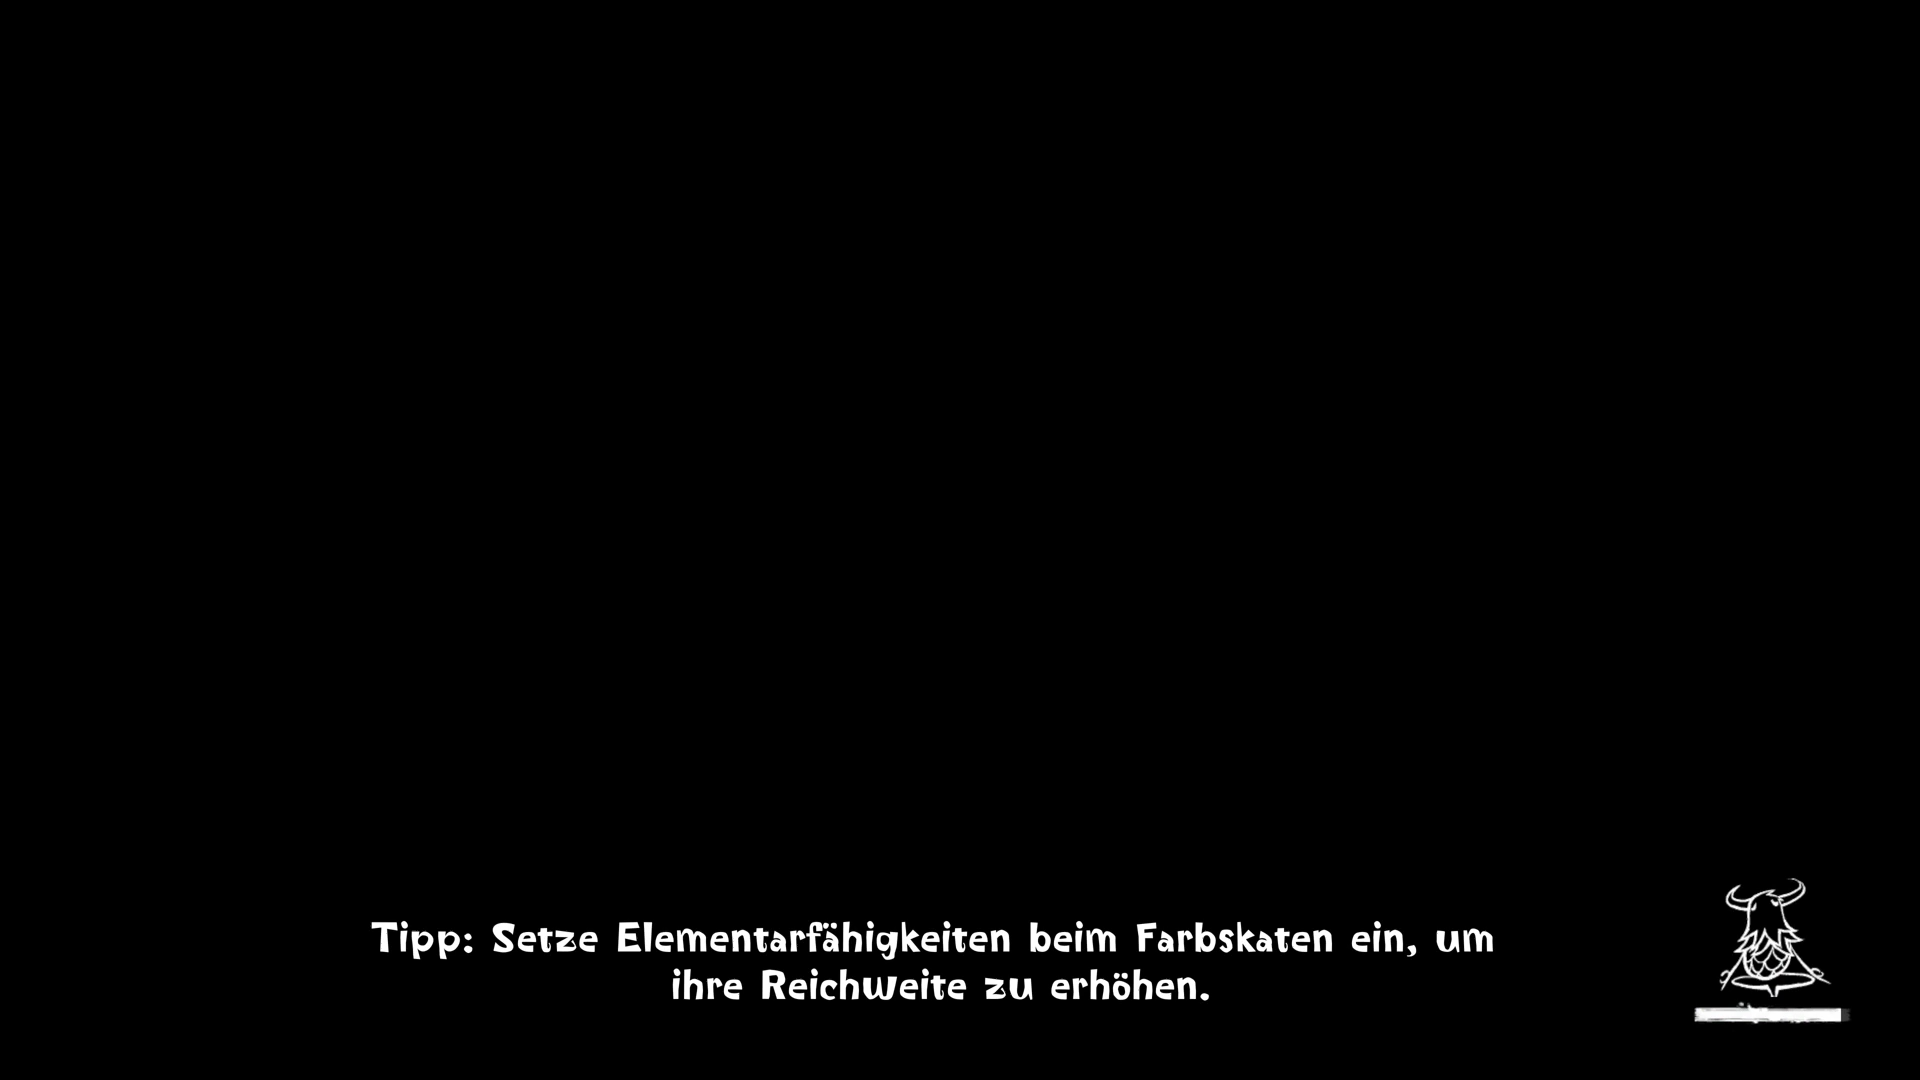 Tipp: Setze Elementarfähigkeiten beim Farbskaten ein, um
ihre Reichweite zu erhöhen.